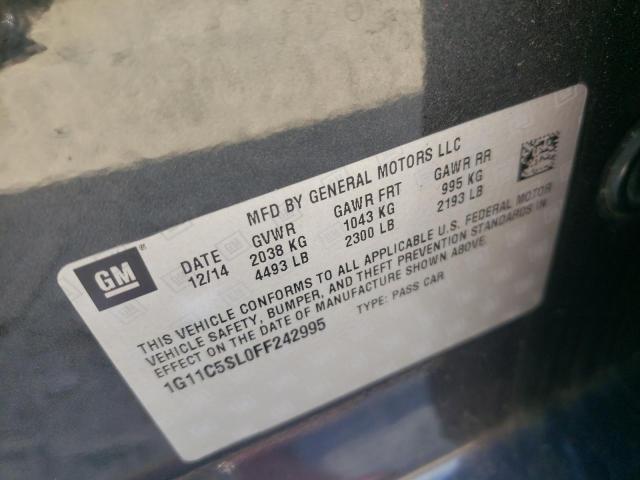 GM
MFD BY GENERAL MOTORS LLC
DATE GVWR GAWR FRT GAWR RR
12/14 2038 KG 1043 KG 995 KG
4493 LB 2300 LB 2193 LB
THIS VEHICLE CONFORMS TO ALL APPLICABLE U.S. FEDERAL MOTOR
VEHICLE SAFETY, BUMPER, AND THEFT PREVENTION STANDARDS IN
EFFECT ON THE DATE OF MANUFACTURE SHOWN ABOVE.
1G11C5SL0FF242995 TYPE: PASS CAR